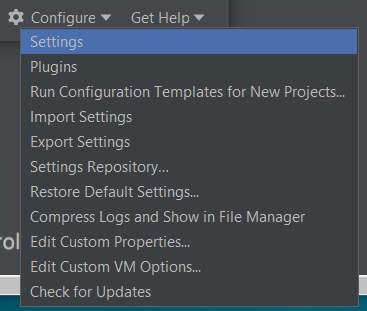 Configure Get Help
Settings
Plugins
Run Configuration Templates for New Projects...
Import Settings
Export Settings
Settings Repository...
Restore Default Settings...
Compress Logs and Show in File Manager
rol
Edit Custom Properties...
Edit Custom VM Options...
Check for Updates